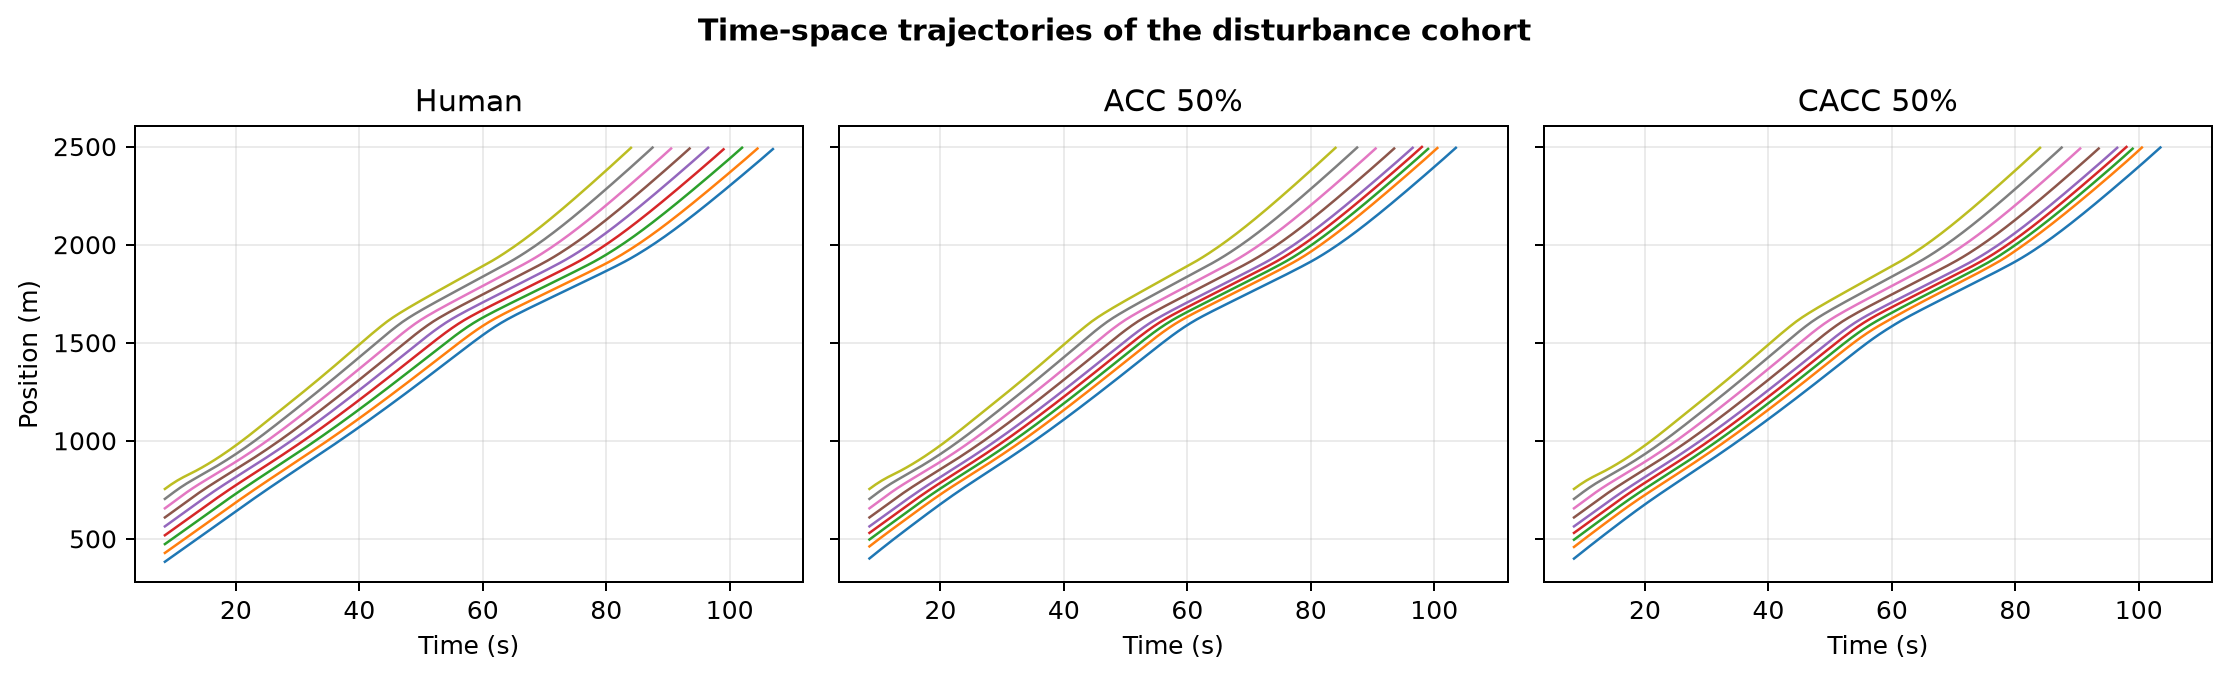 Time-space trajectories of the disturbance cohort
Human
ACC 50%
CACC 50%
Position (m)
2500
2000
1500
1000
500
20 40 60 80 100
20 40 60 80 100
20 40 60 80 100
Time (s)
Time (s)
Time (s)